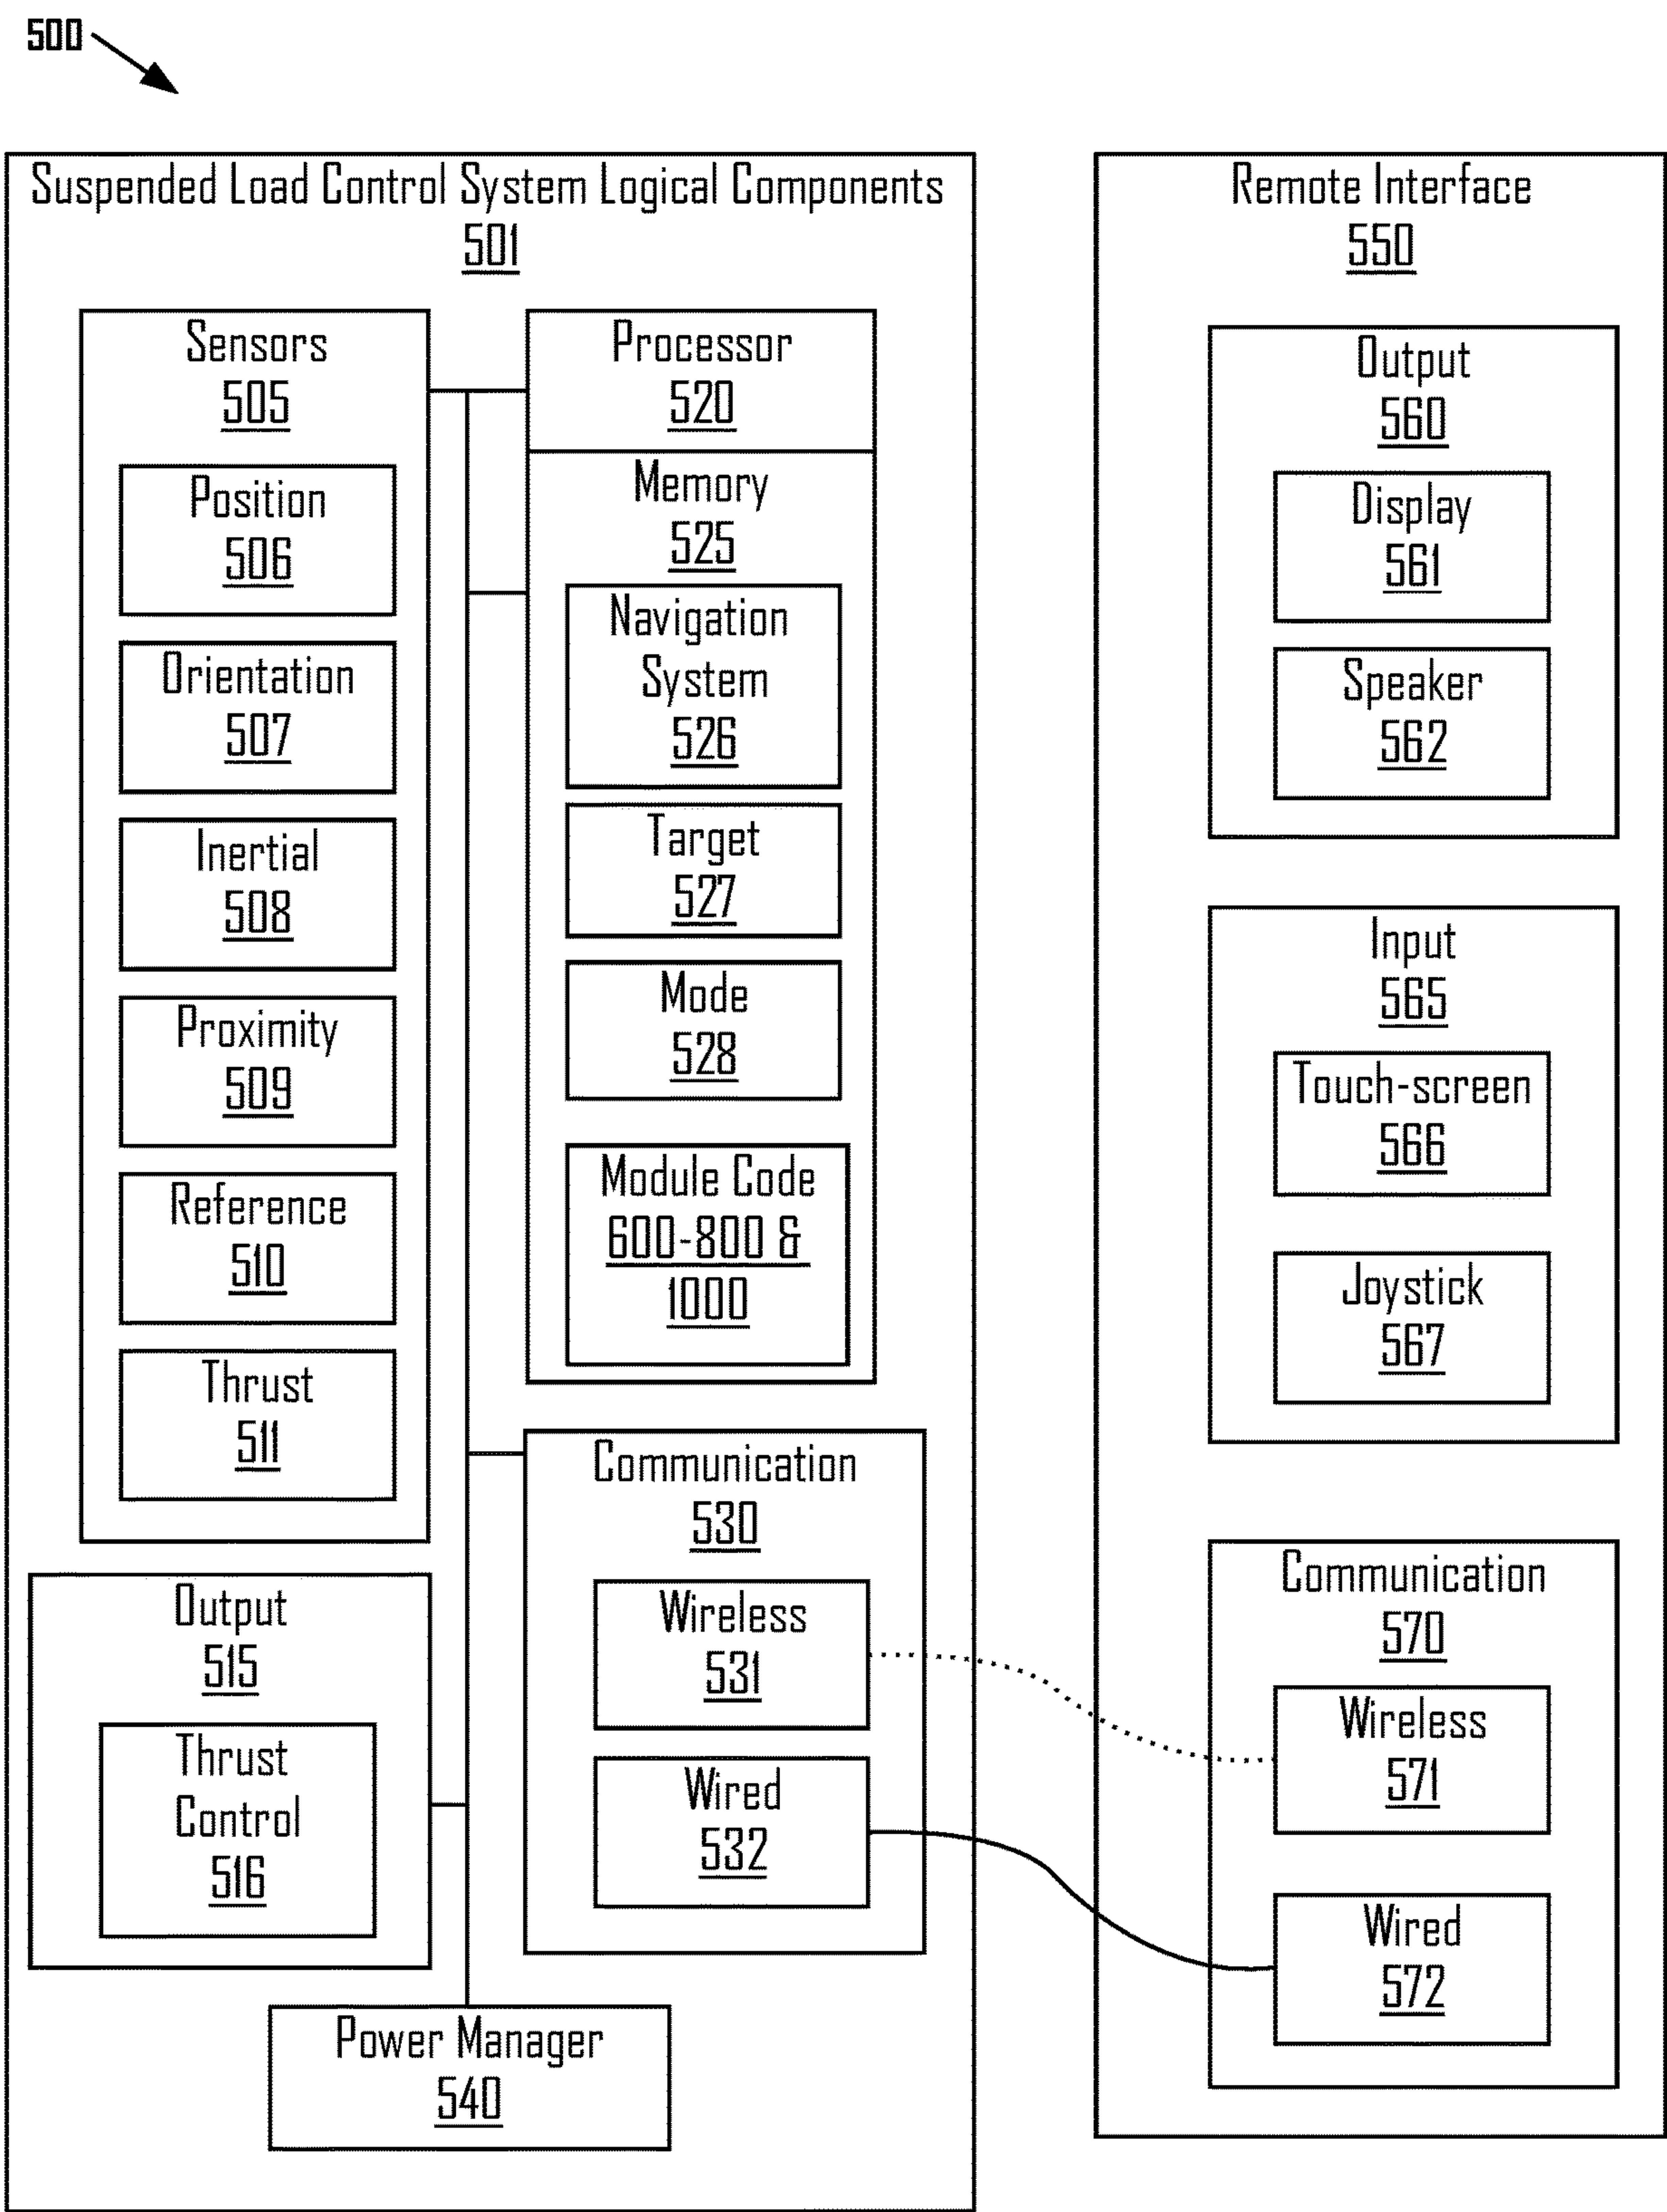 500
Suspended Load Control System Logical Components
501
Sensors
505
Position
506
Orientation
507
Inertial
508
Proximity
509
Reference
510
Thrust
511
Output
515
Thrust
Control
516
Processor
520
Memory
525
Navigation
System
526
Target
527
Mode
528
Module Code
600-800 &
1000
Communication
530
Wireless
531
Wired
532
Power Manager
540
Remote Interface
550
Output
560
Display
561
Speaker
562
Input
565
Touch-screen
566
Joystick
567
Communication
570
Wireless
571
Wired
572